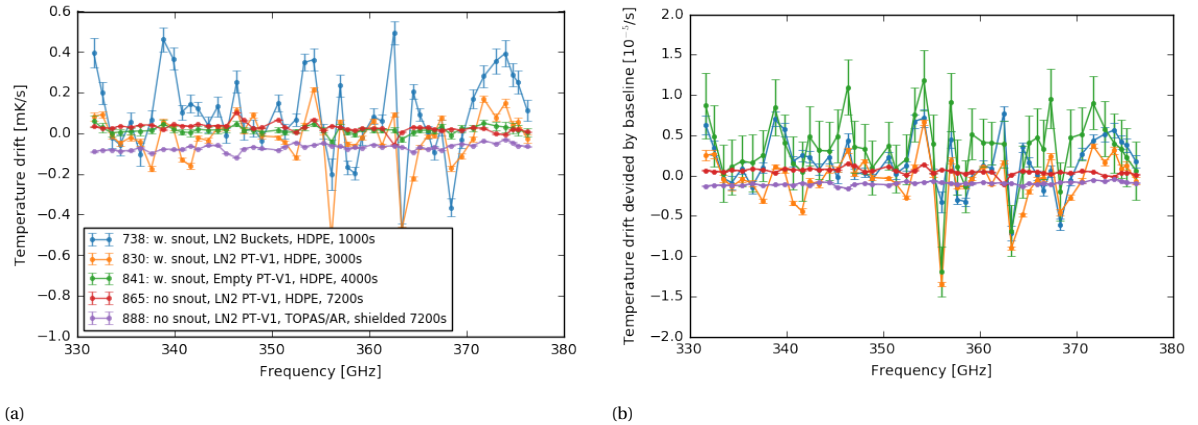 0.6
0.4
0.2
0.0
−0.2
−0.4
−0.6
−0.8
−1.0
Temperature drift [mK/s]
738: w. snout, LN2 Buckets, HDPE, 1000s
830: w. snout, LN2 PT-V1, HDPE, 3000s
841: w. snout, Empty PT-V1, HDPE, 4000s
865: no snout, LN2 PT-V1, HDPE, 7200s
888: no snout, LN2 PT-V1, TOPAS/AR, shielded 7200s
330 340 350 360 370 380
Frequency [GHz]
(a)
2.0
1.5
1.0
0.5
0.0
−0.5
−1.0
−1.5
−2.0
Temperature drift devided by baseline [10⁻⁵/s]
330 340 350 360 370 380
Frequency [GHz]
(b)